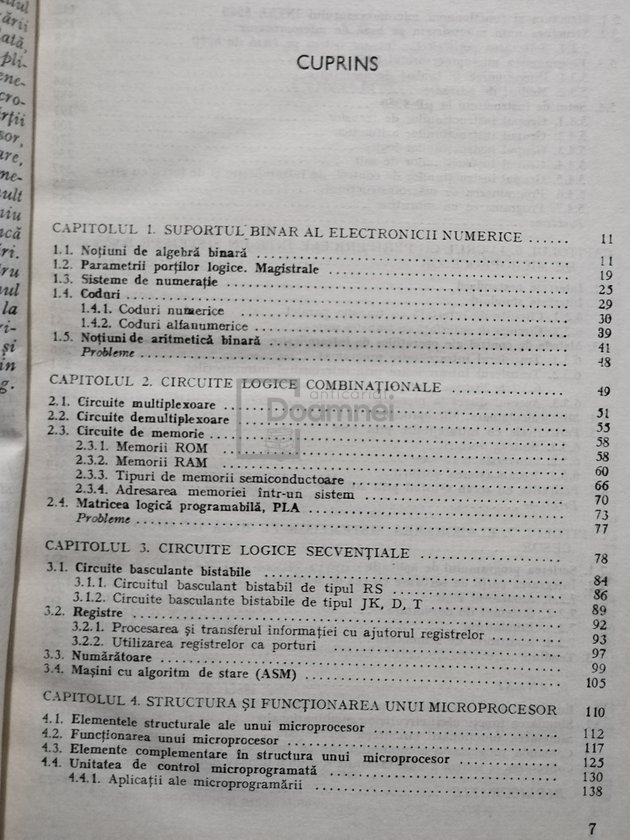 CUPRINS
CAPITOLUL 1. SUPORTUL BINAR AL ELECTRONICII NUMERICE ...... 11
1.1. Noțiuni de algebră binară ........ 11
1.2. Parametrii porților logice. Magistrale ........ 19
1.3. Sisteme de numerație ........ 25
1.4. Coduri ........ 29
1.4.1. Coduri numerice ........ 30
1.4.2. Coduri alfanumerice ........ 39
1.5. Noțiuni de aritmetică binară ........ 41
Probleme ........ 48
CAPITOLUL 2. CIRCUITE LOGICE COMBINAȚIONALE ........ 49
2.1. Circuite multiplexoare ........ 51
2.2. Circuite demultiplexoare ........ 55
2.3. Circuite de memorie ........ 58
2.3.1. Memorii ROM ........ 58
2.3.2. Memorii RAM ........ 60
2.3.3. Tipuri de memorii semiconductoare ........ 66
2.3.4. Adresarea memoriei într-un sistem ........ 70
2.4. Matricea logică programabilă, PLA ........ 73
Probleme ........ 77
anticariat
Doamnei
CAPITOLUL 3. CIRCUITE LOGICE SECVENȚIALE ........ 78
3.1. Circuite basculante bistabile ........ 84
3.1.1. Circuitul basculant bistabil de tipul RS ........ 86
3.1.2. Circuite basculante bistabile de tipul JK, D, T ........ 89
3.2. Registre ........ 92
3.2.1. Procesarea și transferul informației cu ajutorul registrelor ........ 93
3.2.2. Utilizarea registrelor ca porturi ........ 97
3.3. Numărătoare ........ 99
3.4. Mașini cu algoritm de stare (ASM) ........ 105
CAPITOLUL 4. STRUCTURA ȘI FUNCȚIONAREA UNUI MICROPROCESOR 110
4.1. Elementele structurale ale unui microprocesor ........ 112
4.2. Funcționarea unui microprocesor ........ 117
4.3. Elemente complementare în structura unui microprocesor ........ 125
4.4. Unitatea de control microprogramată ........ 130
4.4.1. Aplicații ale microprogramării ........ 138
7